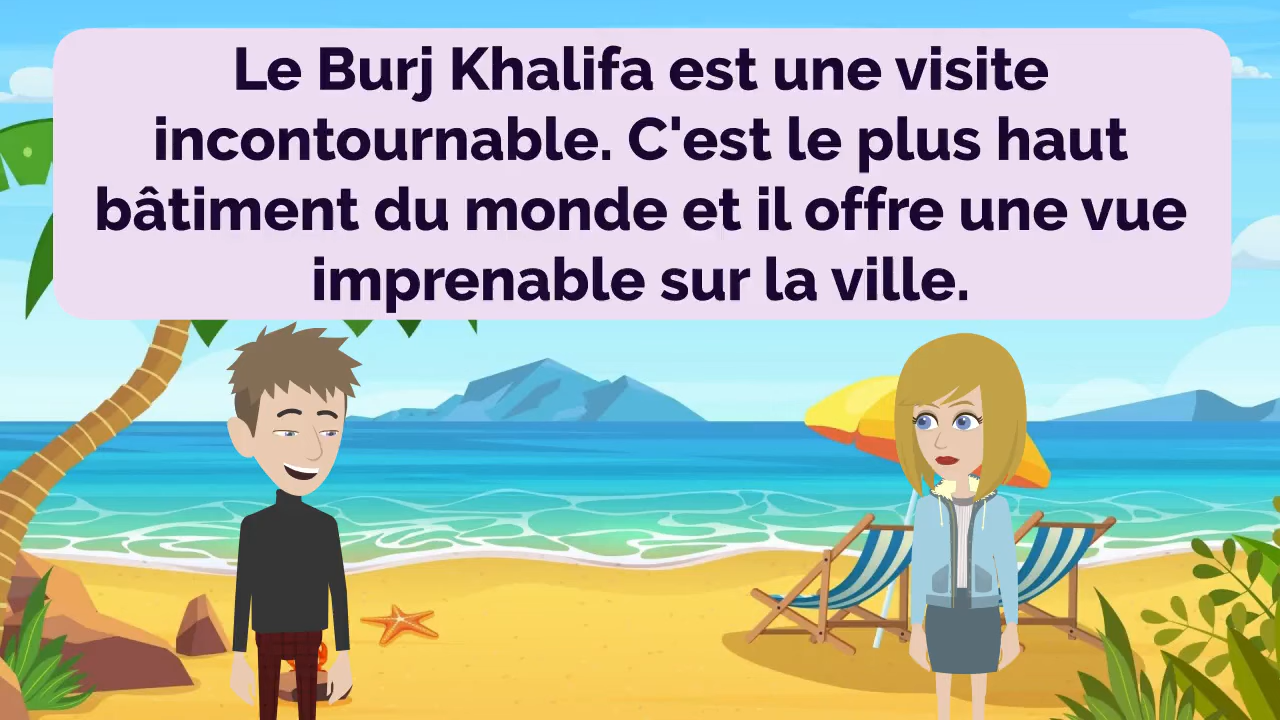 Le Burj Khalifa est une visite
incontournable. C'est le plus haut
bâtiment du monde et il offre une vue
imprenable sur la ville.